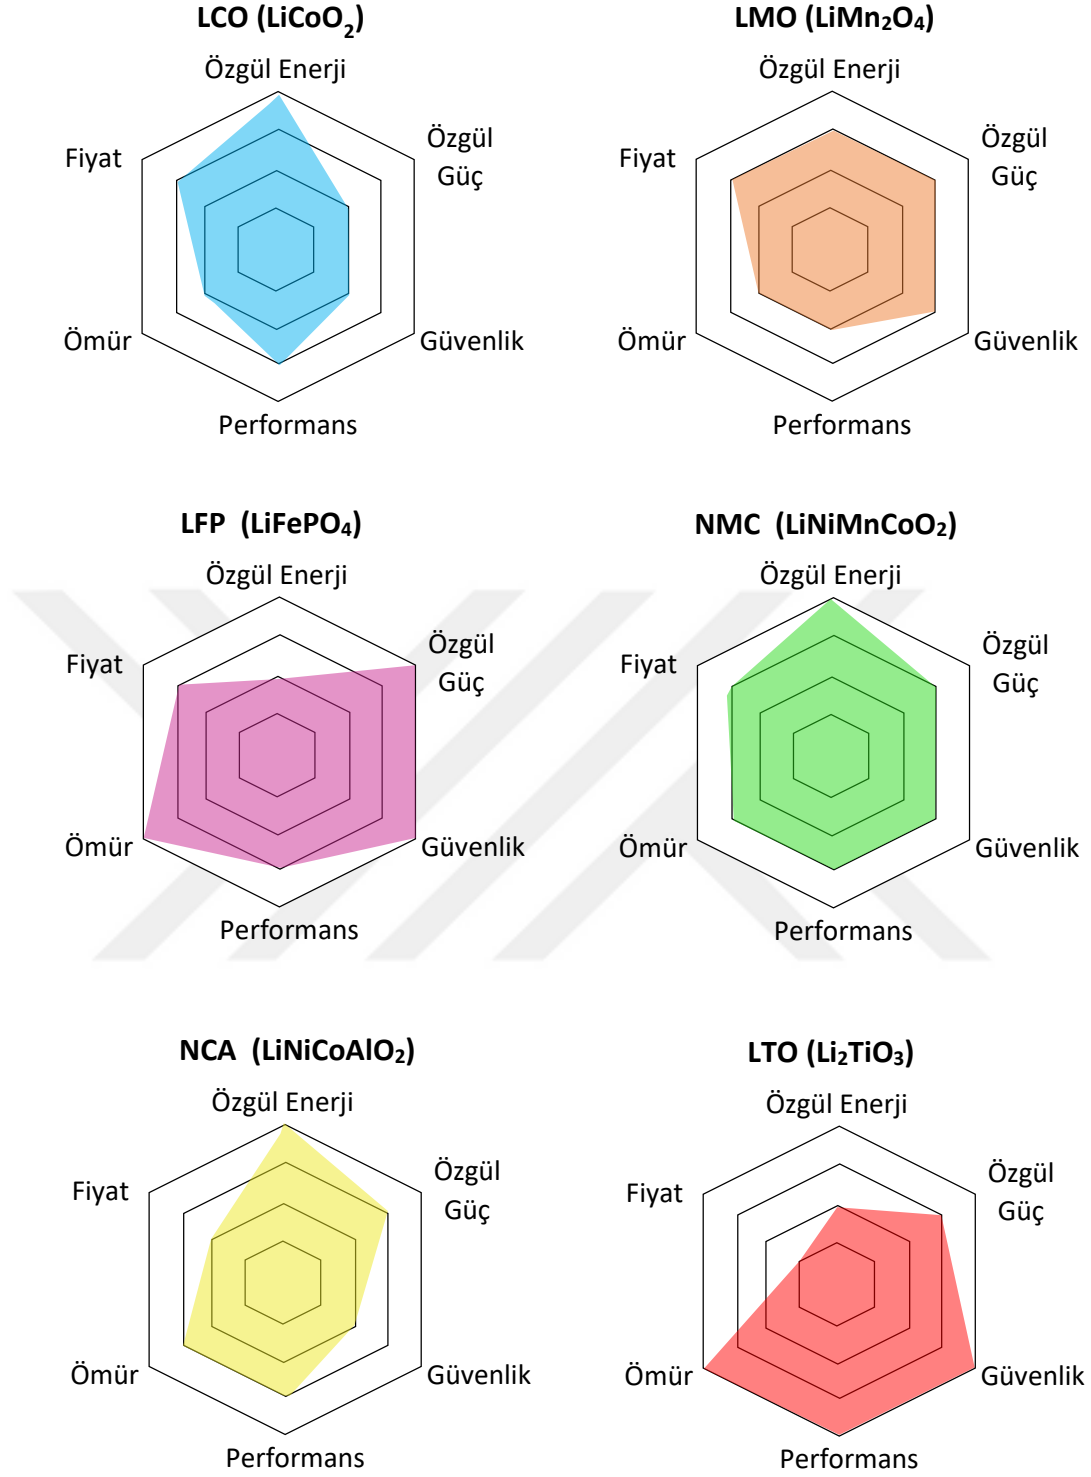 LCO (LiCoO₂)
Özgül Enerji
Özgül
Güç
Fiyat
Ömür
Güvenlik
Performans
LMO (LiMn₂O₄)
Özgül Enerji
Özgül
Güç
Fiyat
Ömür
Güvenlik
Performans
LFP (LiFePO₄)
Özgül Enerji
Özgül
Güç
Fiyat
Ömür
Güvenlik
Performans
NMC (LiNiMnCoO₂)
Özgül Enerji
Özgül
Güç
Fiyat
Ömür
Güvenlik
Performans
NCA (LiNiCoAlO₂)
Özgül Enerji
Özgül
Güç
Fiyat
Ömür
Güvenlik
Performans
LTO (Li₂TiO₃)
Özgül Enerji
Özgül
Güç
Fiyat
Ömür
Güvenlik
Performans